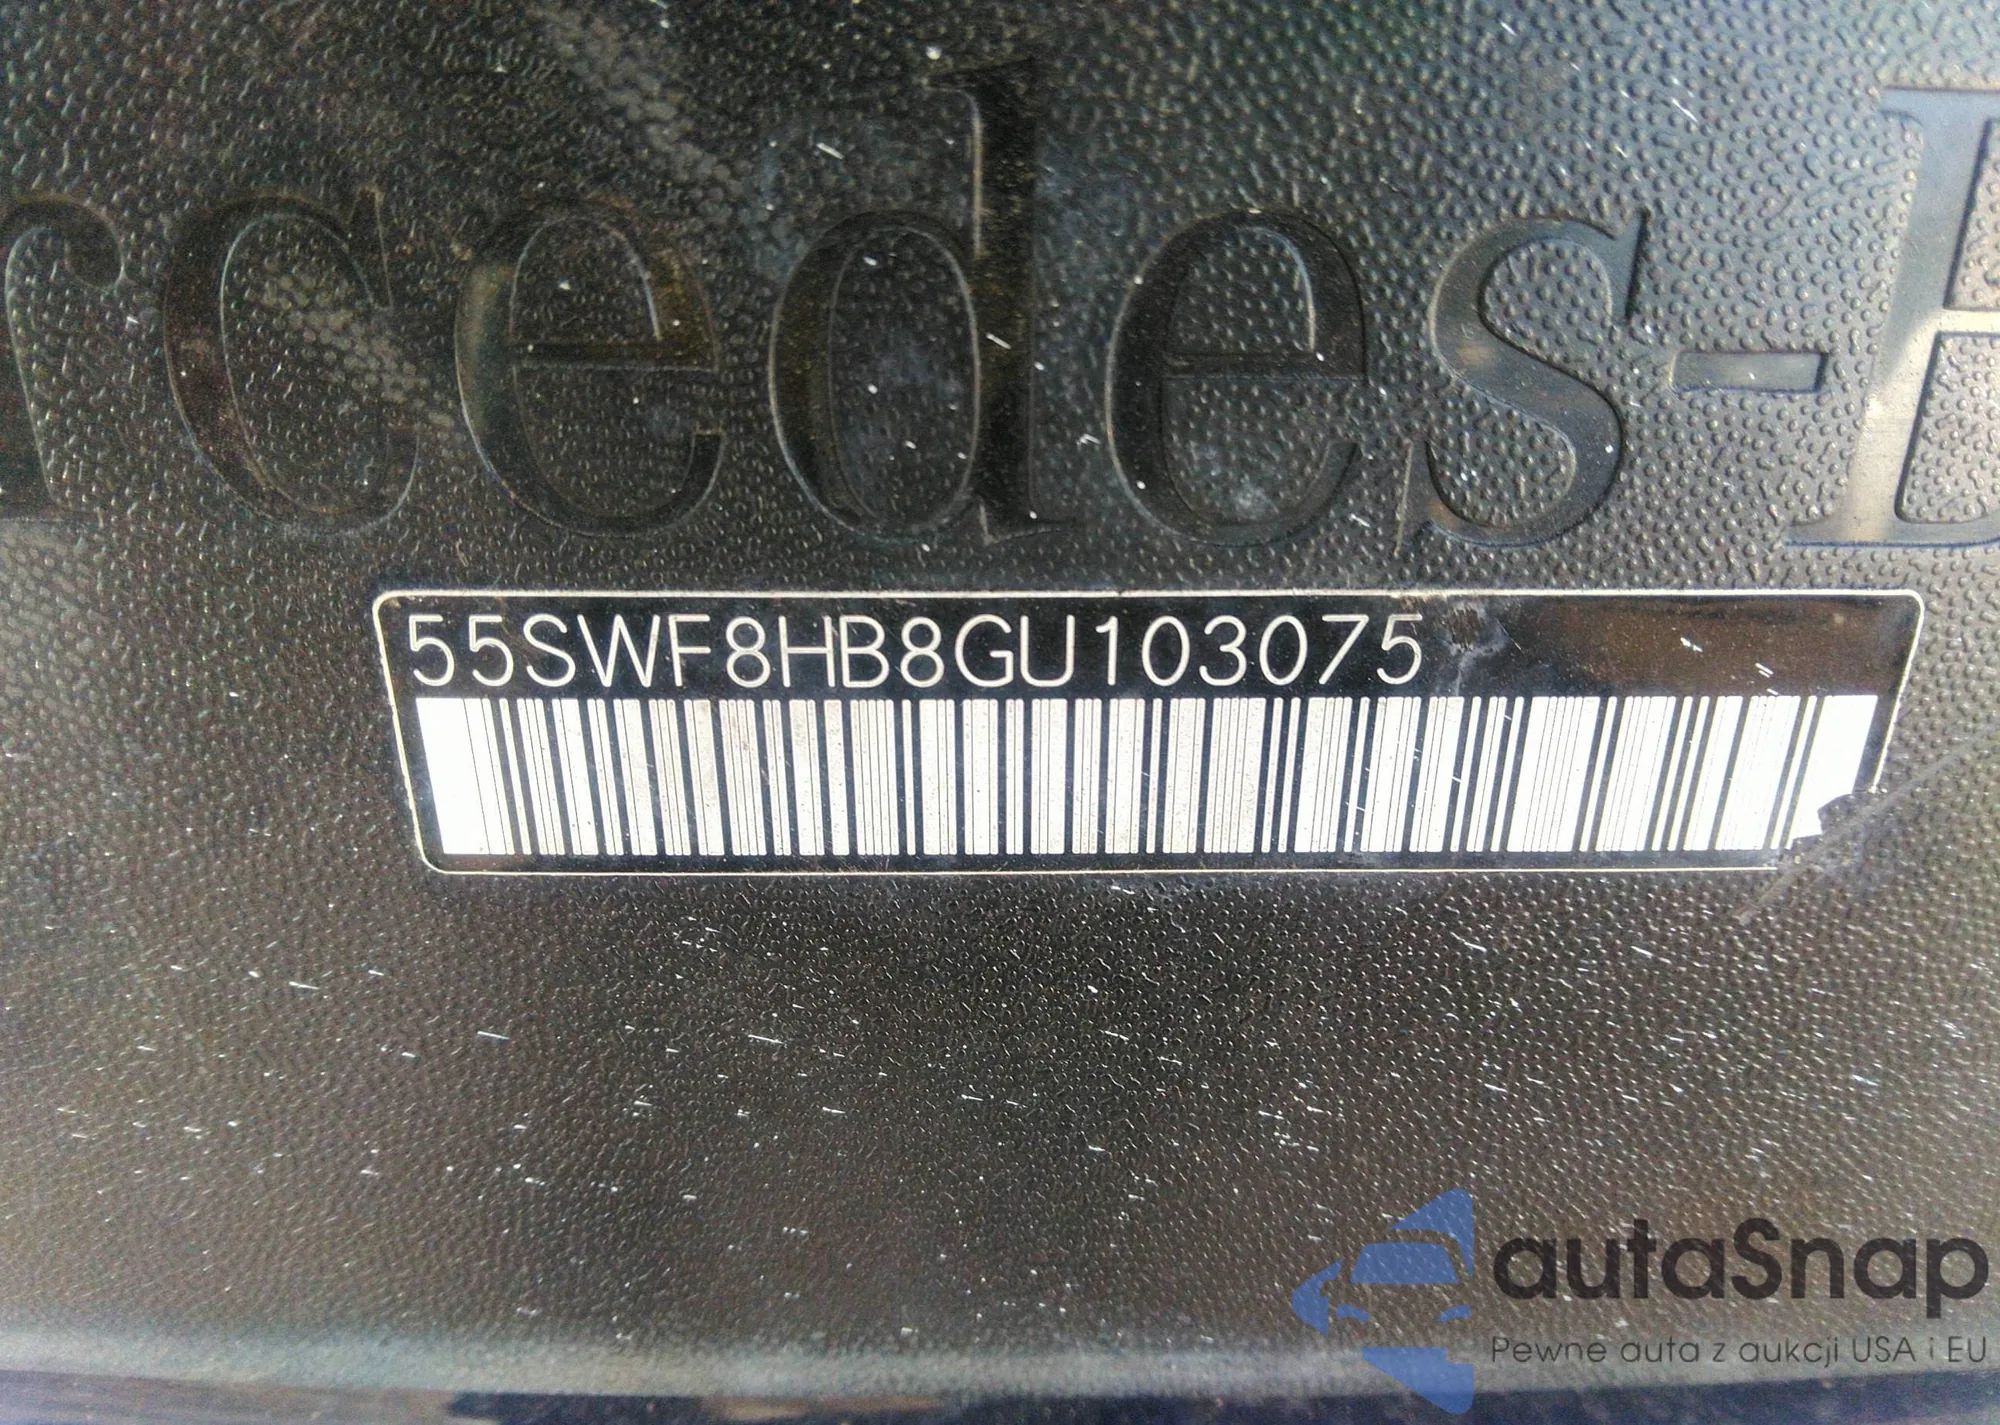 rcedes-B
55SWF8HB8GU103075
autaSnap
Pewne auta z aukcji USA i EU